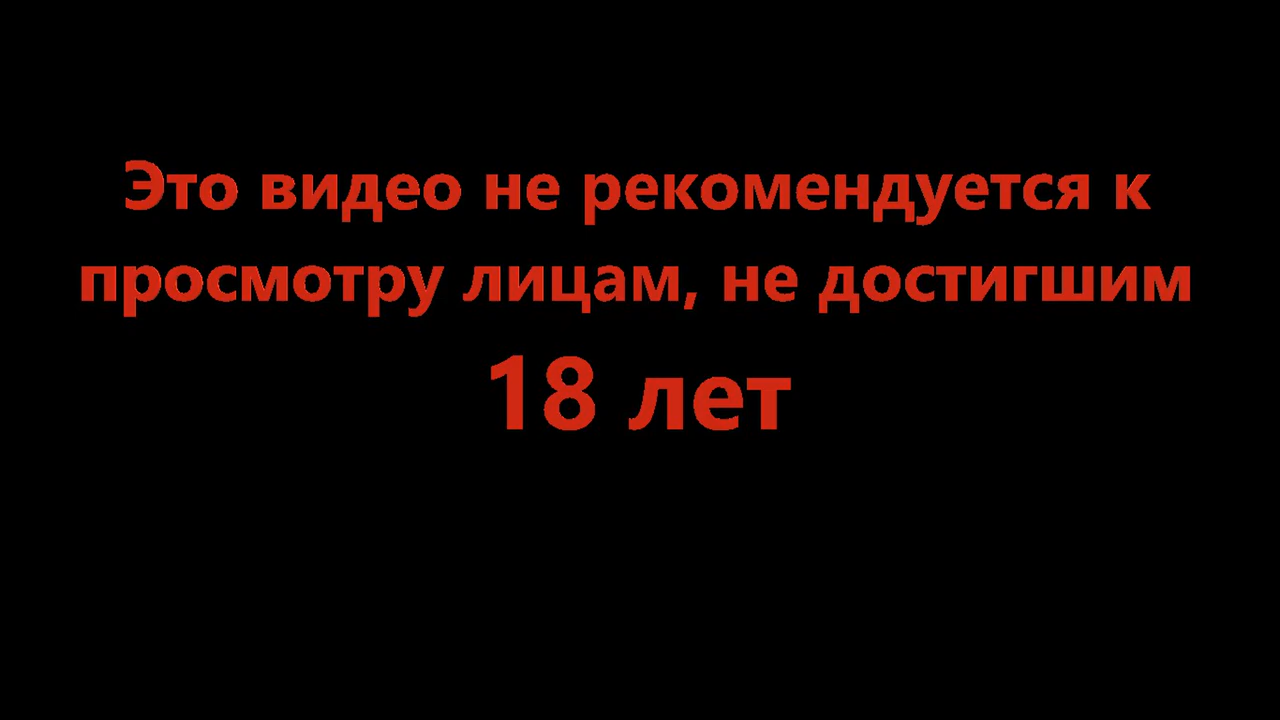 Это видео не рекомендуется к
просмотру лицам, не достигшим
18 лет